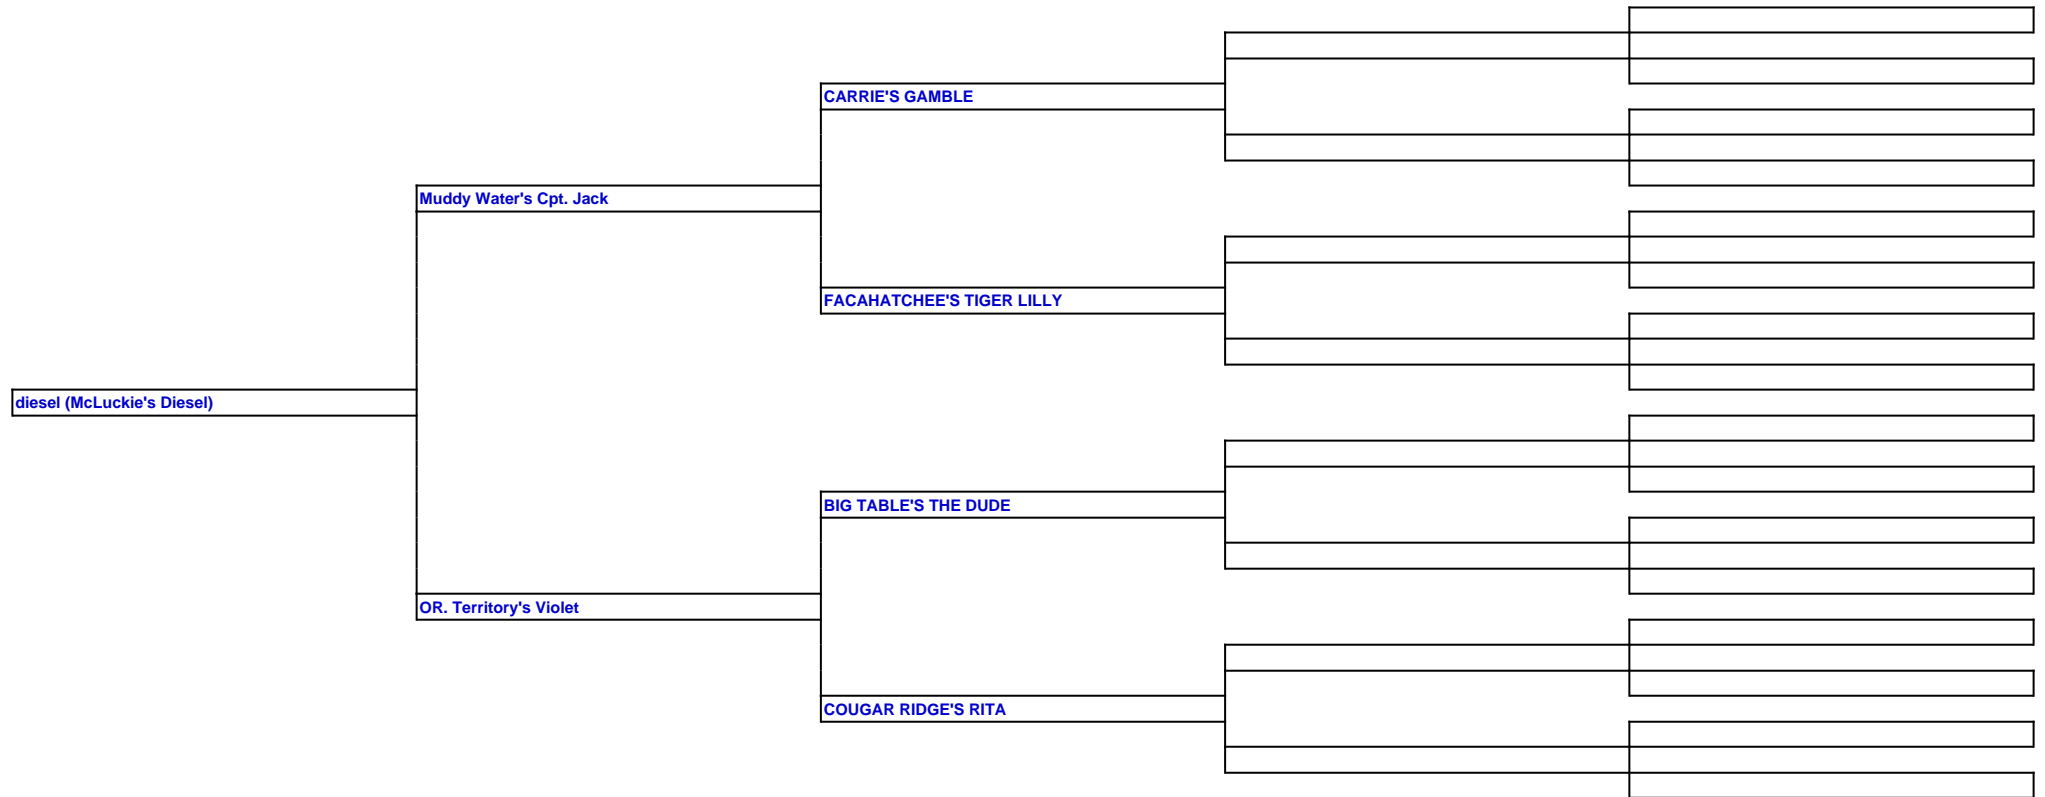 CARRIE'S GAMBLE
Muddy Water's Cpt. Jack
FACAHATCHEE'S TIGER LILLY
diesel (McLuckie's Diesel)
BIG TABLE'S THE DUDE
OR. Territory's Violet
COUGAR RIDGE'S RITA